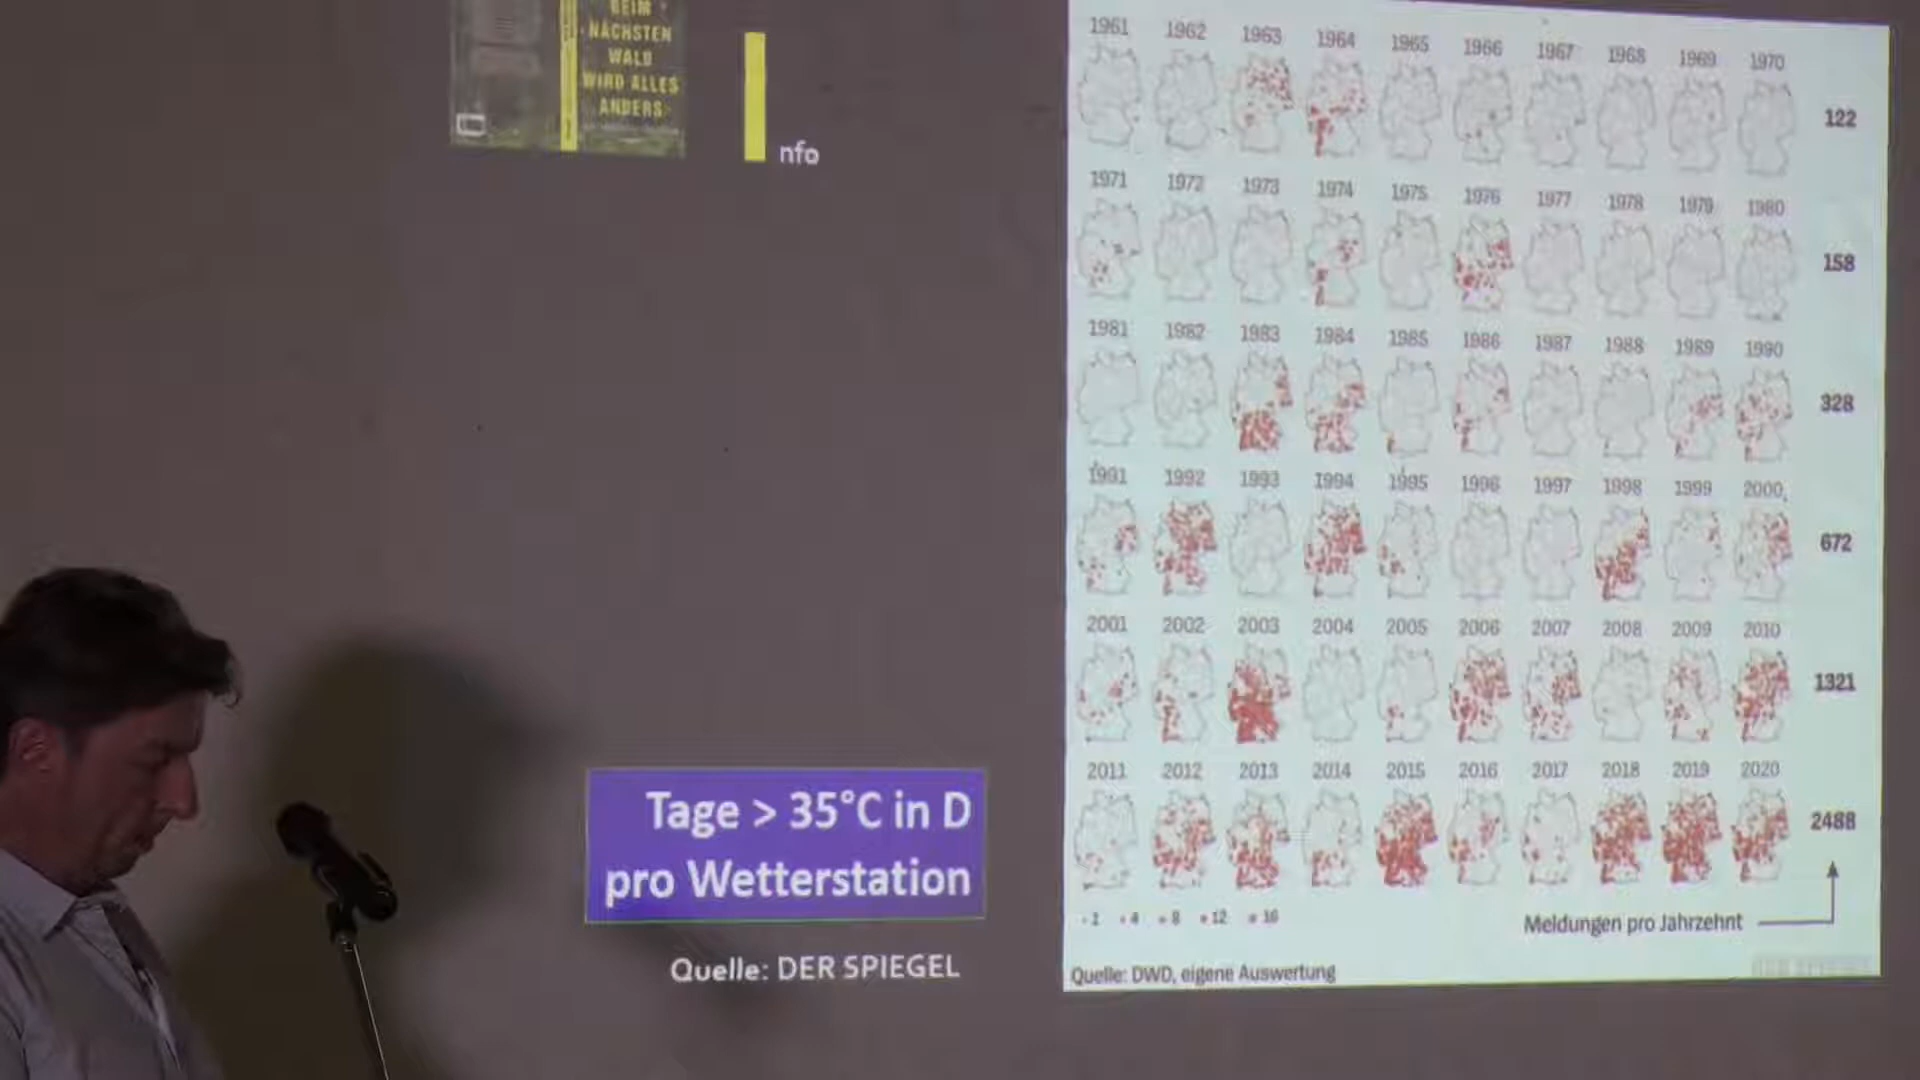 BEIM
NÄCHSTEN
WALD
WIRD ALLES
ANDERS
nfo
1961 1962 1963 1964 1965 1966 1967 1968 1969 1970
122
1971 1972 1973 1974 1975 1976 1977 1978 1979 1980
158
1981 1982 1983 1984 1985 1986 1987 1988 1989 1990
328
1991 1992 1993 1994 1995 1996 1997 1998 1999 2000
672
2001 2002 2003 2004 2005 2006 2007 2008 2009 2010
1321
2011 2012 2013 2014 2015 2016 2017 2018 2019 2020
2488
Tage > 35°C in D
pro Wetterstation
Quelle: DER SPIEGEL
1 4 8 12 16
Meldungen pro Jahrzehnt
Quelle: DWD, eigene Auswertung
DER SPIEGEL